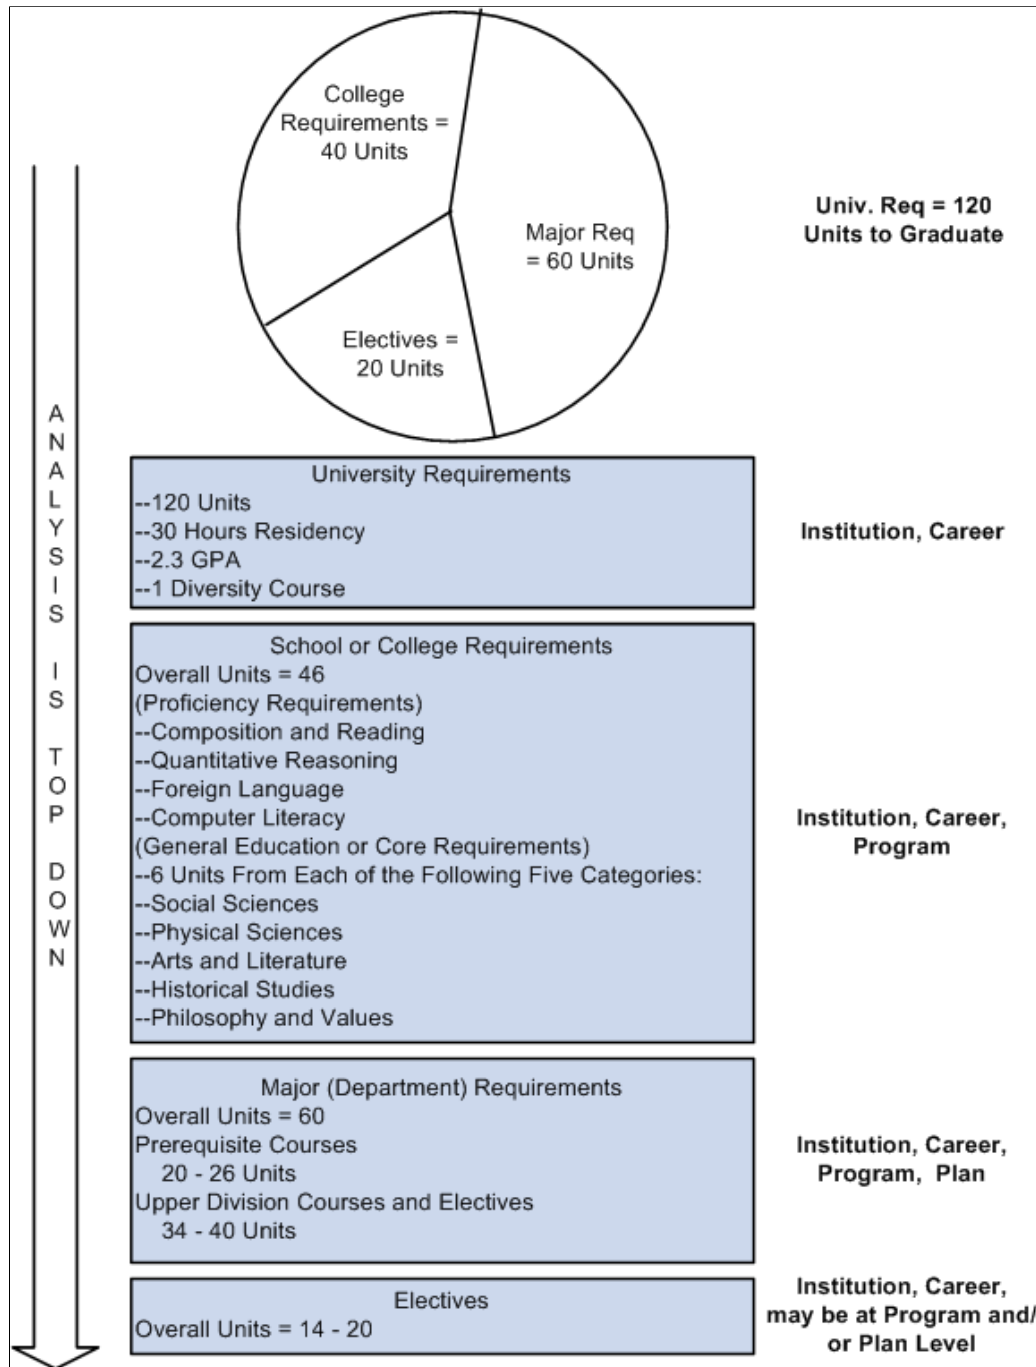 College
Requirements =
40 Units
Major Req
= 60 Units
Electives =
20 Units
Univ. Req = 120
Units to Graduate
ANALYSIS IS TOP DOWN
University Requirements
--120 Units
--30 Hours Residency
--2.3 GPA
--1 Diversity Course
Institution, Career
School or College Requirements
Overall Units = 46
(Proficiency Requirements)
--Composition and Reading
--Quantitative Reasoning
--Foreign Language
--Computer Literacy
(General Education or Core Requirements)
--6 Units From Each of the Following Five Categories:
--Social Sciences
--Physical Sciences
--Arts and Literature
--Historical Studies
--Philosophy and Values
Institution, Career,
Program
Major (Department) Requirements
Overall Units = 60
Prerequisite Courses
20 - 26 Units
Upper Division Courses and Electives
34 - 40 Units
Institution, Career,
Program, Plan
Electives
Overall Units = 14 - 20
Institution, Career,
may be at Program and/
or Plan Level